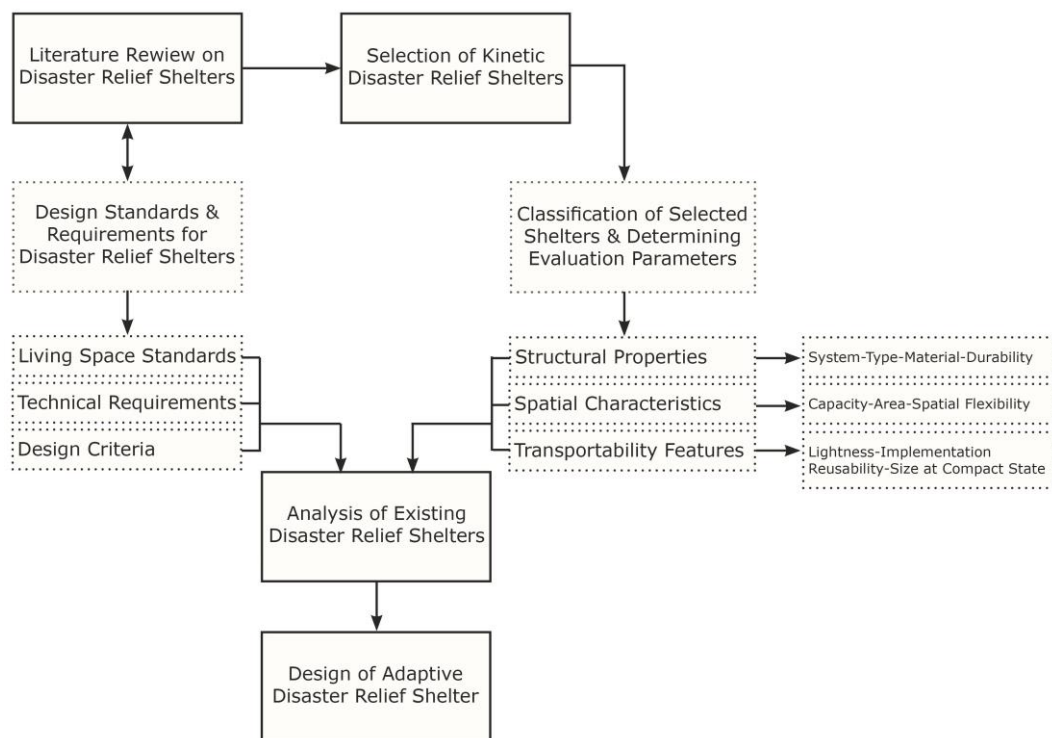 Literature Rewiew on
Disaster Relief Shelters
Selection of Kinetic
Disaster Relief Shelters
Design Standards &
Requirements for
Disaster Relief Shelters
Classification of Selected
Shelters & Determining
Evaluation Parameters
Living Space Standards
Technical Requirements
Design Criteria
Structural Properties
Spatial Characteristics
Transportability Features
System-Type-Material-Durability
Capacity-Area-Spatial Flexibility
Lightness-Implementation
Reusability-Size at Compact State
Analysis of Existing
Disaster Relief Shelters
Design of Adaptive
Disaster Relief Shelter